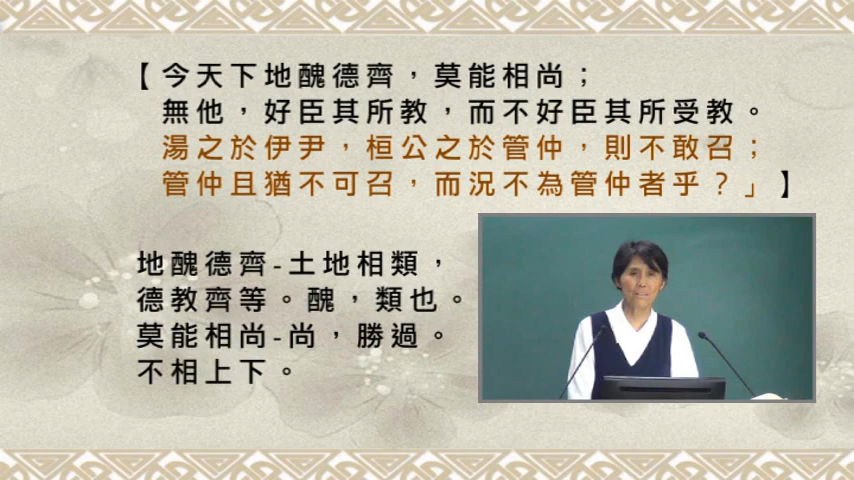 【今天下地醜德齊，莫能相尚；
無他，好臣其所教，而不好臣其所受教。
湯之於伊尹，桓公之於管仲，則不敢召；
管仲且猶不可召，而況不為管仲者乎？」】
地醜德齊-土地相類，
德教齊等。醜，類也。
莫能相尚-尚，勝過。
不相上下。